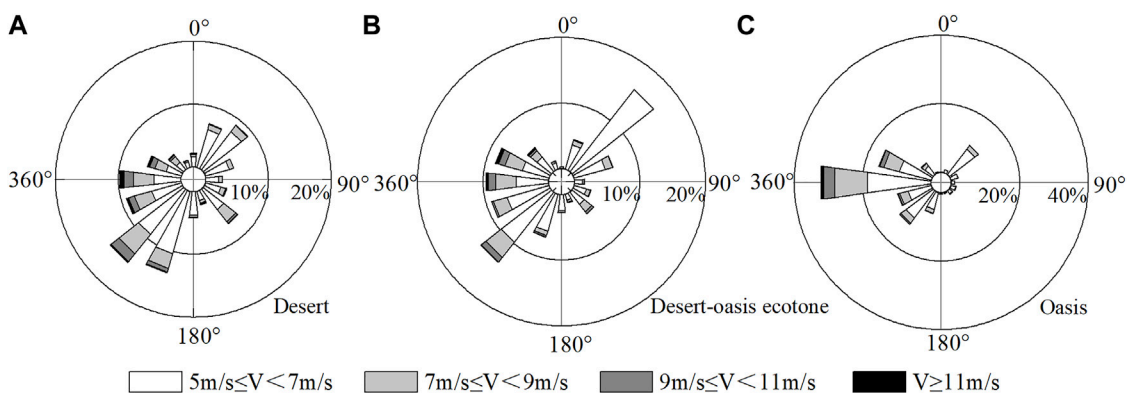 A
0°
360°
10%
20%
90°
Desert
180°
B
0°
360°
10%
20%
90°
Desert-oasis ecotone
180°
C
0°
360°
20%
40%
90°
Oasis
180°
5m/s≤V＜7m/s
7m/s≤V＜9m/s
9m/s≤V＜11m/s
V≥11m/s